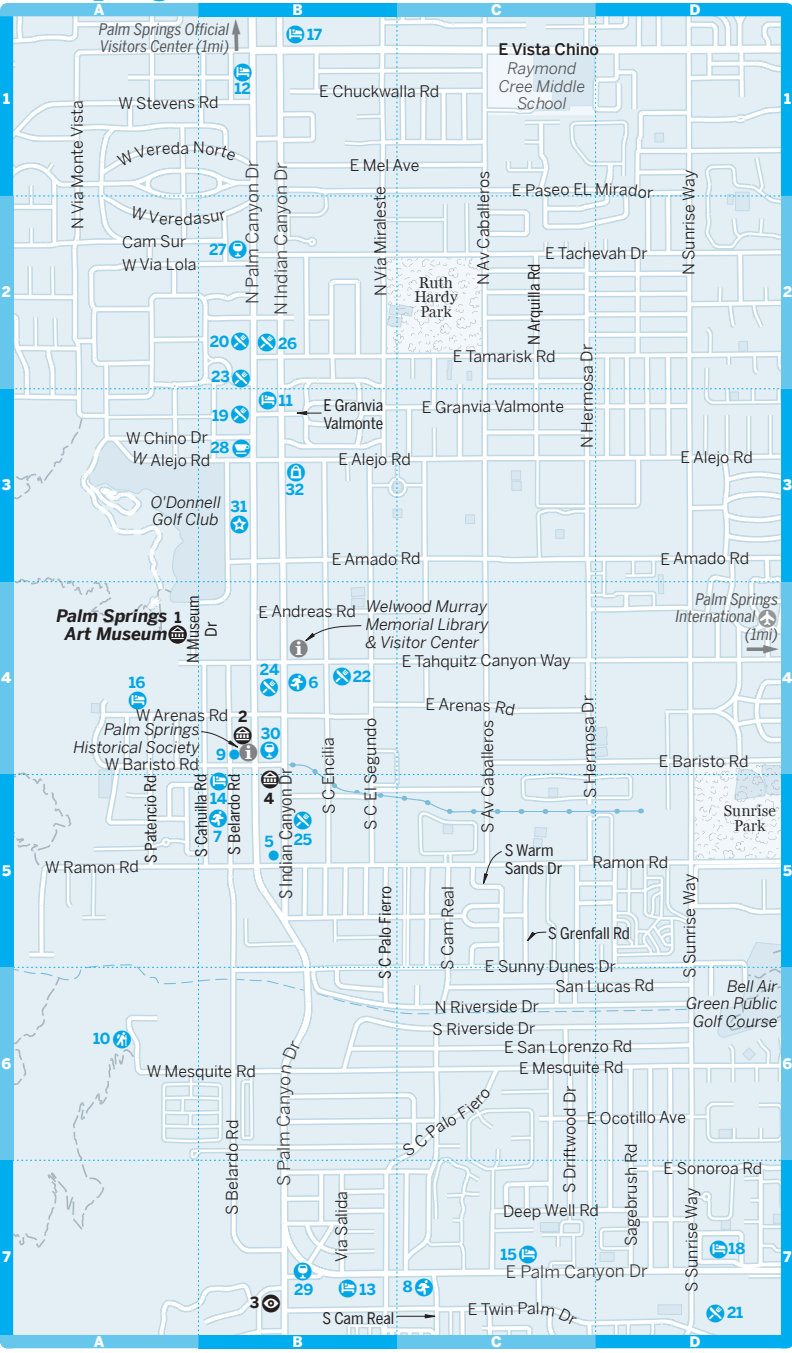 A
B
C
D
Palm Springs Official
Visitors Center (1mi)
17
E Vista Chino
Raymond
Cree Middle
School
12
1
1
W Stevens Rd
E Chuckwalla Rd
N Via Monte Vista
W Vereda Norte
E Mel Ave
E Paseo EL Mirador
W Veredasur
N Palm Canyon Dr
N Indian Canyon Dr
N Via Miraleste
N Av Caballeros
N Sunrise Way
Cam Sur
27
E Tachevah Dr
W Via Lola
N Arquilla Rd
2
2
Ruth
Hardy
Park
20
26
E Tamarisk Rd
23
N Hermosa Dr
11
E Granvia
Valmonte
E Granvia Valmonte
19
W Chino Dr
28
W Alejo Rd
E Alejo Rd
E Alejo Rd
32
3
3
O'Donnell
Golf Club
31
E Amado Rd
E Amado Rd
N Museum
Dr
Palm Springs
Art Museum
1
E Andreas Rd
Welwood Murray
Memorial Library
& Visitor Center
Palm Springs
International
(1mi)
E Tahquitz Canyon Way
4
4
24
6
22
16
W Arenas Rd
2
E Arenas Rd
Palm Springs
Historical Society
9
30
W Baristo Rd
E Baristo Rd
S Hermosa Dr
S Av Caballeros
S C Encilia
S C El Segundo
14
4
7
S Patencio Rd
S Cahuilla Rd
S Belardo Rd
S Indian Canyon Dr
25
5
Sunrise
Park
W Ramon Rd
Ramon Rd
S Warm
Sands Dr
5
5
S C Palo Fierro
S Cam Real
S Grenfall Rd
S Sunrise Way
E Sunny Dunes Dr
San Lucas Rd
Bell Air
Green Public
Golf Course
N Riverside Dr
S Riverside Dr
10
E San Lorenzo Rd
E Mesquite Rd
W Mesquite Rd
6
6
S Palm Canyon Dr
S C Palo Fiero
E Ocotillo Ave
S Driftwood Dr
S Belardo Rd
E Sonoroa Rd
Sagebrush Rd
Via Salida
Deep Well Rd
S Sunrise Way
15
18
7
7
E Palm Canyon Dr
29
13
8
3
S Cam Real
E Twin Palm Dr
21
A
B
C
D